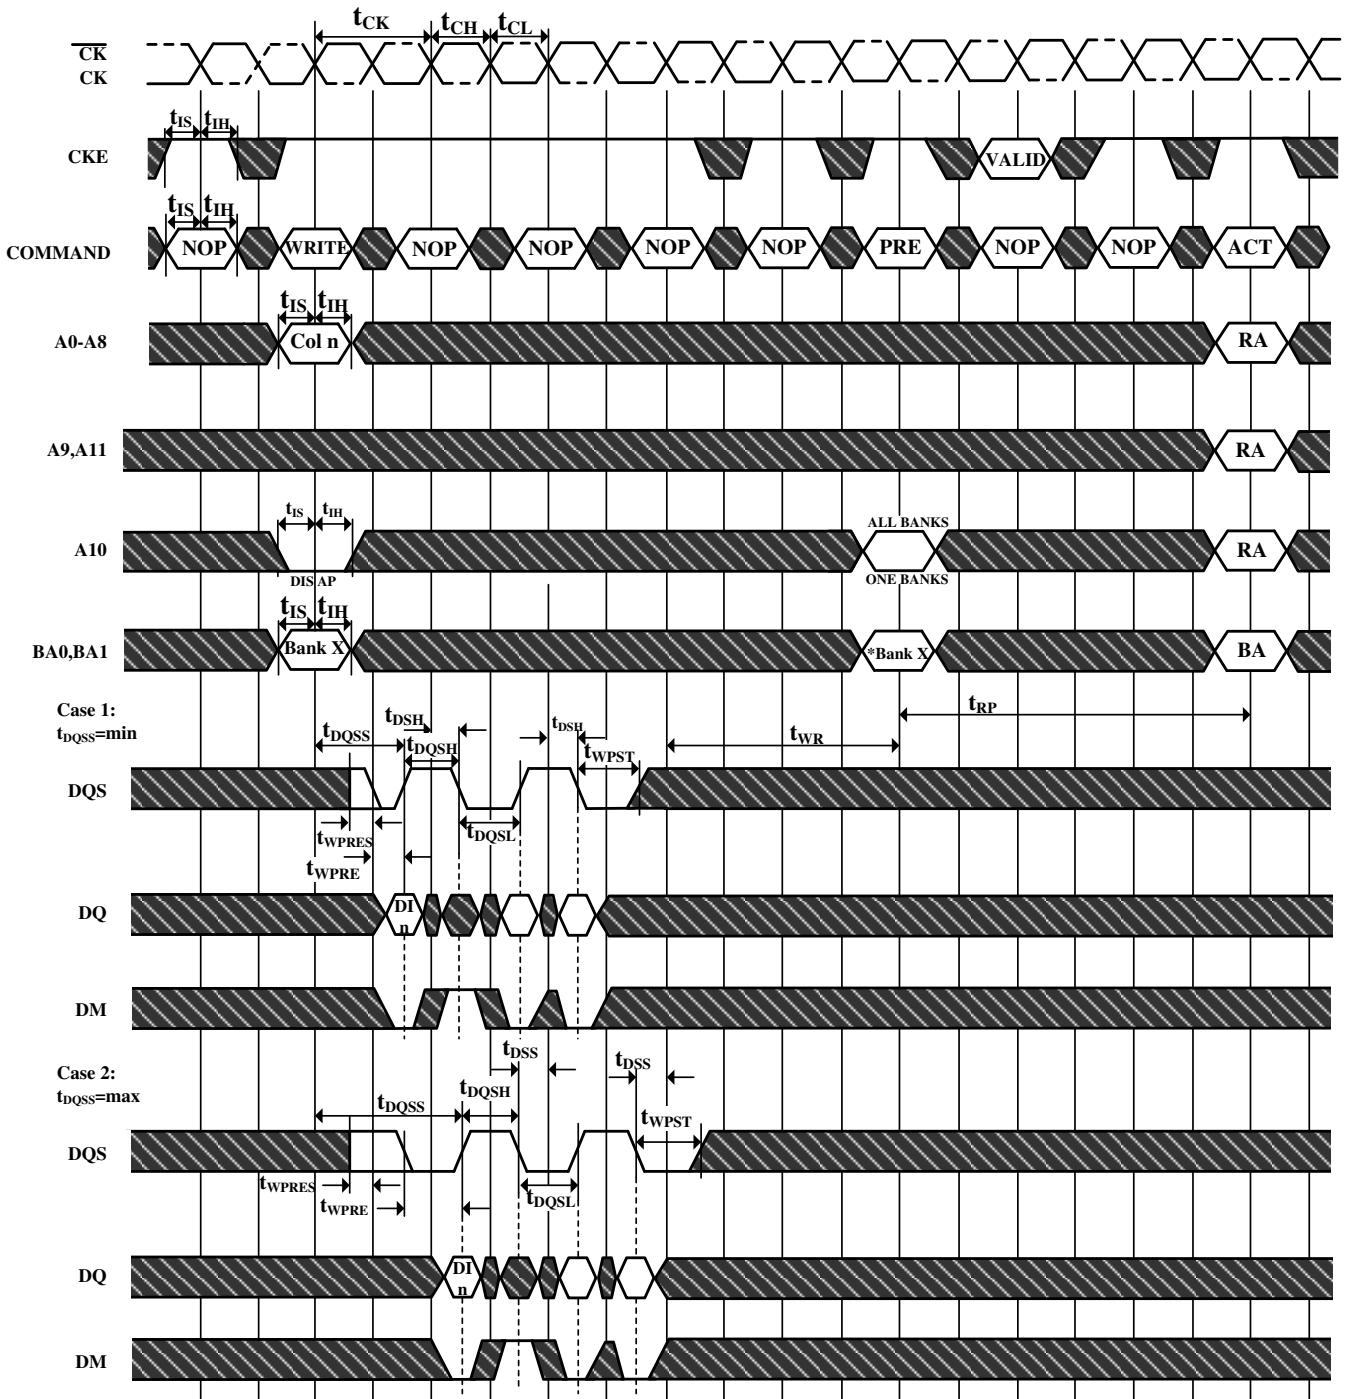 tCK tCH tCL
CK
CK
tIS tIH
CKE VALID
tIS tIH
COMMAND NOP WRITE NOP NOP NOP NOP PRE NOP NOP ACT
tIS tIH
A0-A8 Col n RA
A9,A11 RA
tIS tIH ALL BANKS
A10 RA
DIS AP ONE BANKS
tIS tIH
BA0,BA1 Bank X *Bank X BA
Case 1:
tDQSS=min
tDQSS tDSH tDQSH tDSH tWPST tWR tRP
DQS
tWPRES tDQSL
tWPRE
DQ DI n
DM
Case 2:
tDQSS=max
tDQSS tDQSH tDSS tDSS tWPST
DQS
tWPRES tWPRE tDQSL
DQ DI n
DM